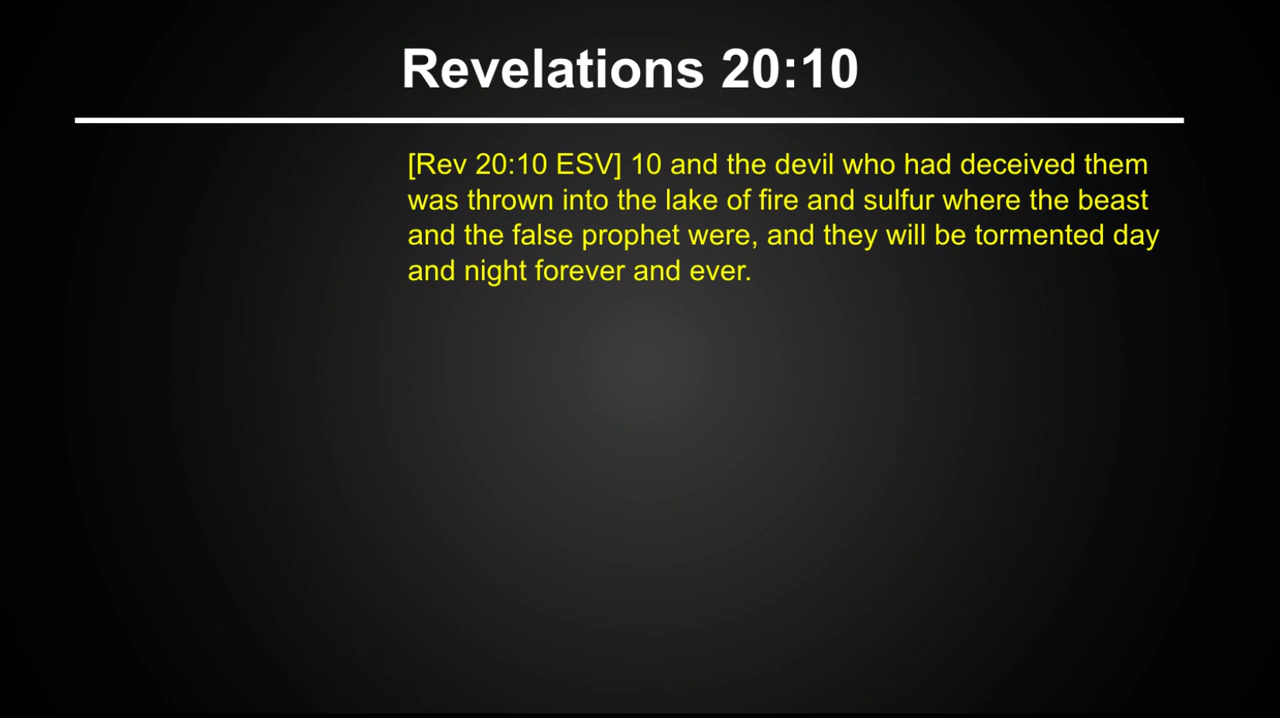 Revelations 20:10
[Rev 20:10 ESV] 10 and the devil who had deceived them
was thrown into the lake of fire and sulfur where the beast
and the false prophet were, and they will be tormented day
and night forever and ever.